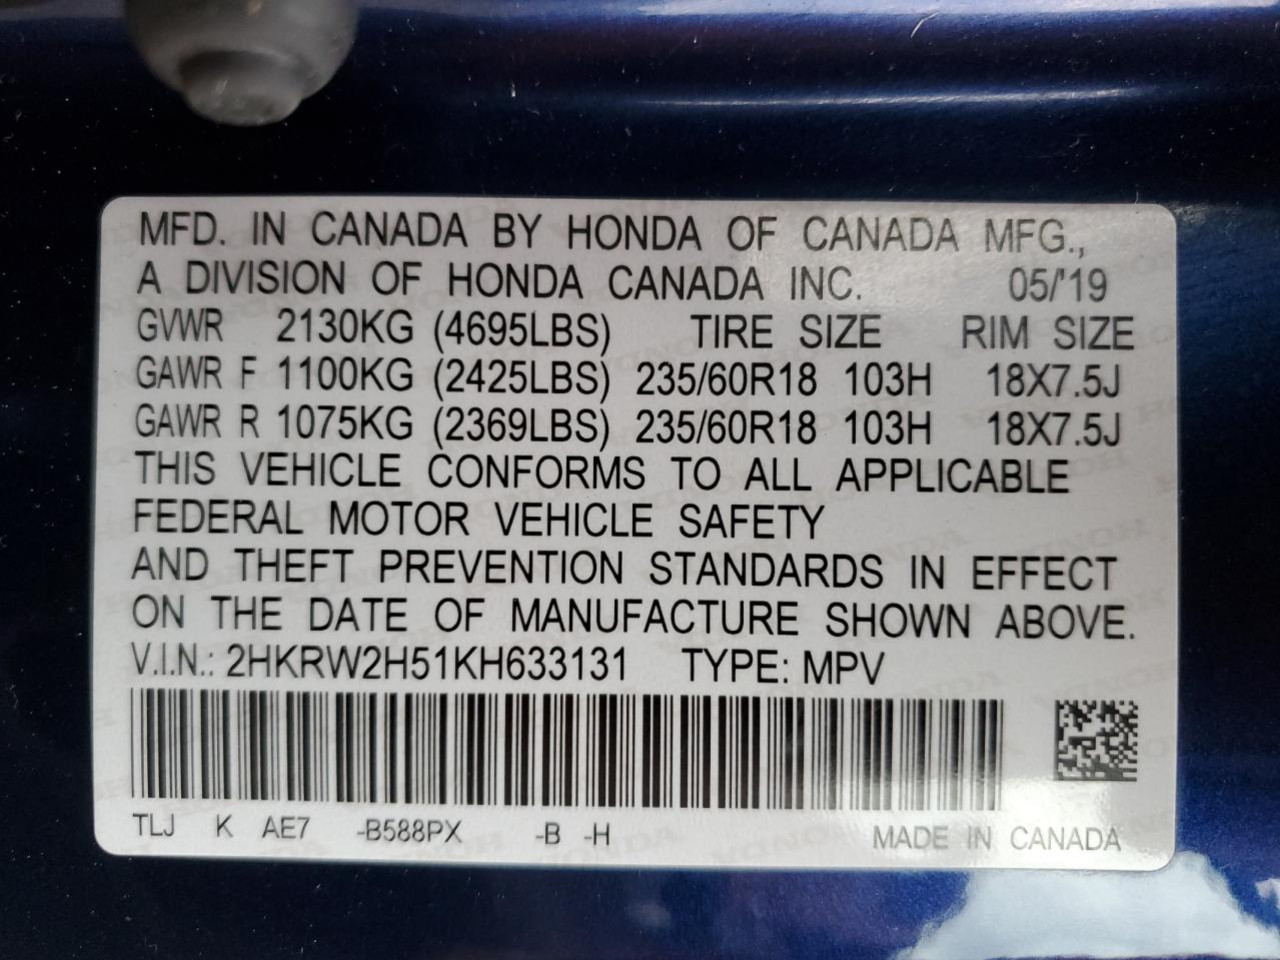 MFD. IN CANADA BY HONDA OF CANADA MFG.,
A DIVISION OF HONDA CANADA INC. 05/'19
GVWR 2130KG (4695LBS) TIRE SIZE RIM SIZE
GAWR F 1100KG (2425LBS) 235/60R18 103H 18X7.5J
GAWR R 1075KG (2369LBS) 235/60R18 103H 18X7.5J
THIS VEHICLE CONFORMS TO ALL APPLICABLE
FEDERAL MOTOR VEHICLE SAFETY
AND THEFT PREVENTION STANDARDS IN EFFECT
ON THE DATE OF MANUFACTURE SHOWN ABOVE.
V.I.N.: 2HKRW2H51KH633131 TYPE: MPV
TLJ K AE7 -B588PX -B -H MADE IN CANADA